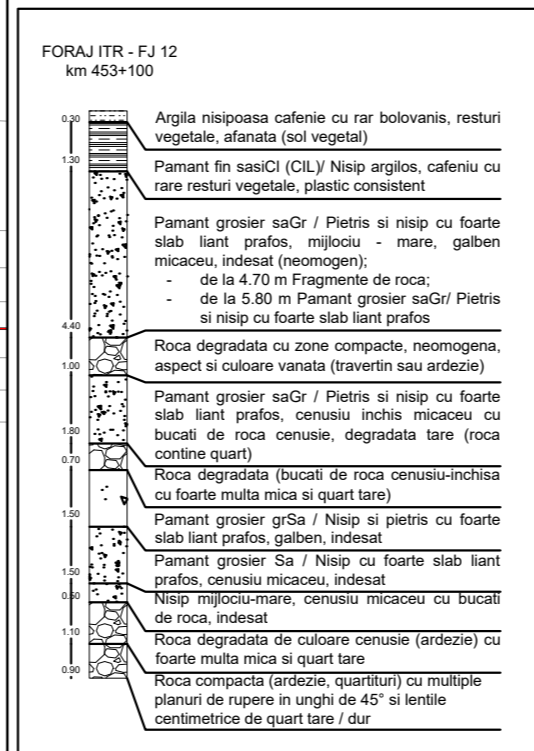 FORAJ ITR - FJ 12
km 453+100
0.30
Argila nisipoasa cafenie cu rar bolovanis, resturi
vegetale, afanata (sol vegetal)
1.30
Pamant fin sasiCl (CIL)/ Nisip argilos, cafeniu cu
rare resturi vegetale, plastic consistent
4.40
Pamant grosier saGr / Pietris si nisip cu foarte
slab liant prafos, mijlociu - mare, galben
micaceu, indesat (neomogen);
- de la 4.70 m Fragmente de roca;
- de la 5.80 m Pamant grosier saGr/ Pietris
si nisip cu foarte slab liant prafos
1.00
Roca degradata cu zone compacte, neomogena,
aspect si culoare vanata (travertin sau ardezie)
1.80
Pamant grosier saGr / Pietris si nisip cu foarte
slab liant prafos, cenusiu inchis micaceu cu
bucati de roca cenusie, degradata tare (roca
contine quart)
0.70
Roca degradata (bucati de roca cenusiu-inchisa
cu foarte multa mica si quart tare)
1.50
Pamant grosier grSa / Nisip si pietris cu foarte
slab liant prafos, galben, indesat
1.50
Pamant grosier Sa / Nisip cu foarte slab liant
prafos, cenusiu micaceu, indesat
Nisip mijlociu-mare, cenusiu micaceu cu bucati
de roca, indesat
1.10
Roca degradata de culoare cenusie (ardezie) cu
foarte multa mica si quart tare
0.90
Roca compacta (ardezie, quartituri) cu multiple
planuri de rupere in unghi de 45° si lentile
centimetrice de quart tare / dur